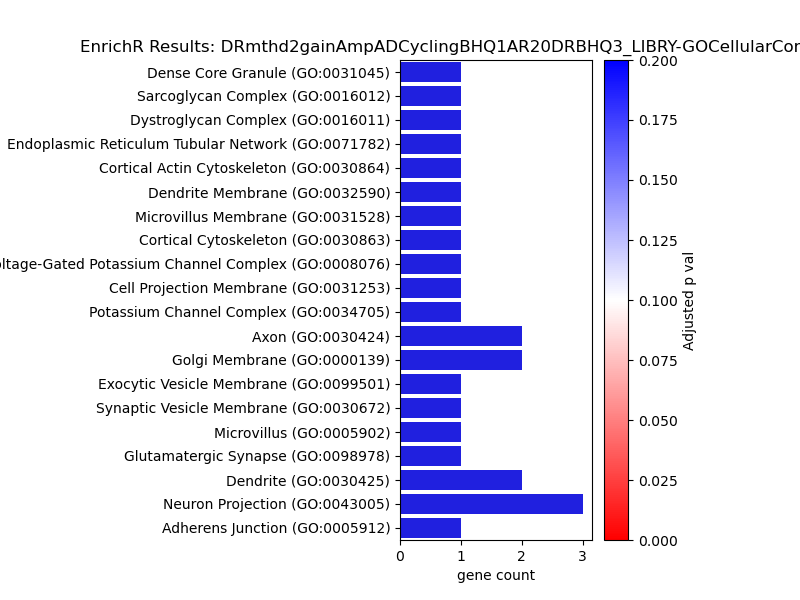 EnrichR Results: DRmthd2gainAmpADCyclingBHQ1AR20DRBHQ3_LIBRY-GOCellularCor
Dense Core Granule (GO:0031045)
Sarcoglycan Complex (GO:0016012)
Dystroglycan Complex (GO:0016011)
Endoplasmic Reticulum Tubular Network (GO:0071782)
Cortical Actin Cytoskeleton (GO:0030864)
Dendrite Membrane (GO:0032590)
Microvillus Membrane (GO:0031528)
Cortical Cytoskeleton (GO:0030863)
oltage-Gated Potassium Channel Complex (GO:0008076)
Cell Projection Membrane (GO:0031253)
Potassium Channel Complex (GO:0034705)
Axon (GO:0030424)
Golgi Membrane (GO:0000139)
Exocytic Vesicle Membrane (GO:0099501)
Synaptic Vesicle Membrane (GO:0030672)
Microvillus (GO:0005902)
Glutamatergic Synapse (GO:0098978)
Dendrite (GO:0030425)
Neuron Projection (GO:0043005)
Adherens Junction (GO:0005912)
0 1 2 3
gene count
0.200
0.175
0.150
0.125
0.100
0.075
0.050
0.025
0.000
Adjusted p val